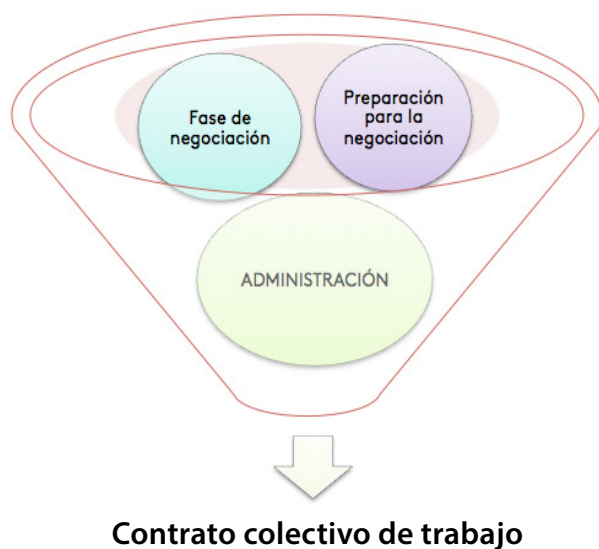 Fase de
negociación
Preparación
para la
negociación
ADMINISTRACIÓN
Contrato colectivo de trabajo